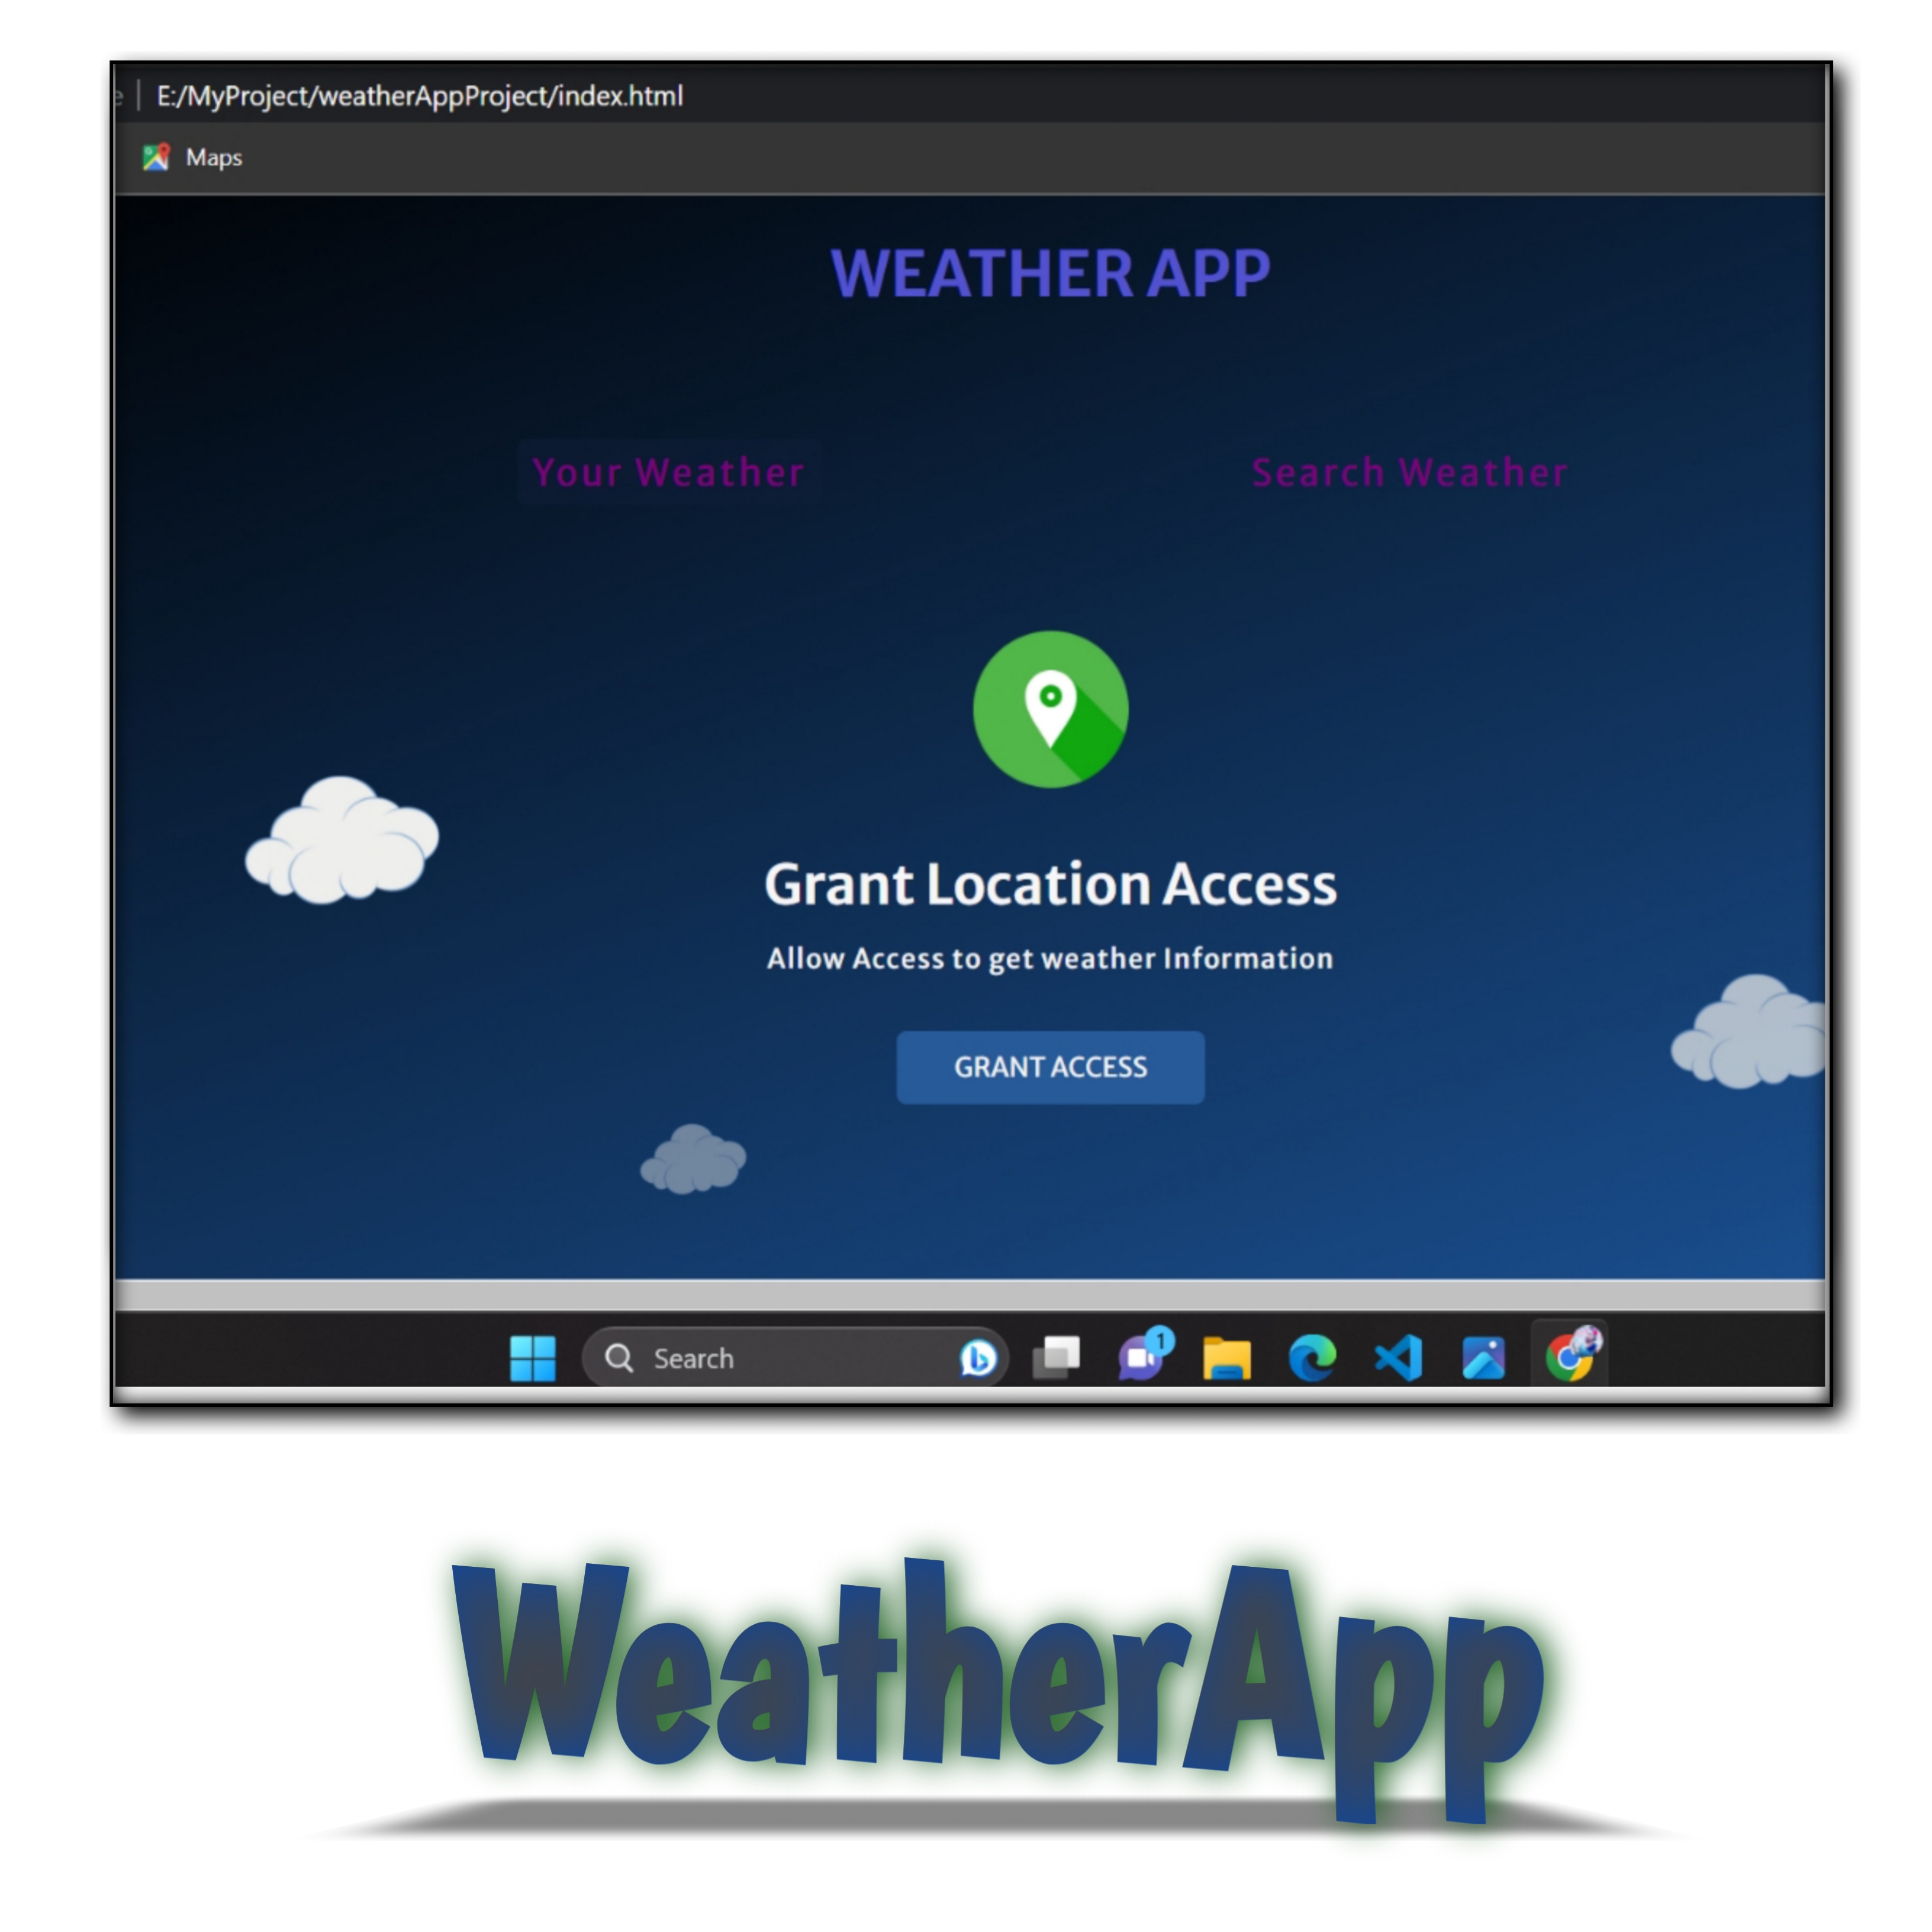 E:/MyProject/weatherAppProject/index.html
Maps
WEATHER APP
Your Weather Search Weather
Grant Location Access
Allow Access to get weather Information
GRANT ACCESS
Search 1
WeatherApp